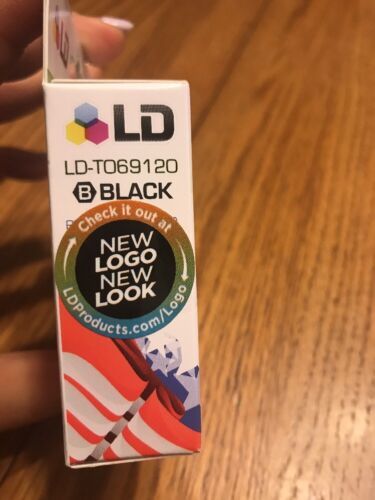 LD
LD-T069120
B BLACK
Check it out at
NEW
LOGO
NEW
LOOK
LDProducts.com/Logo